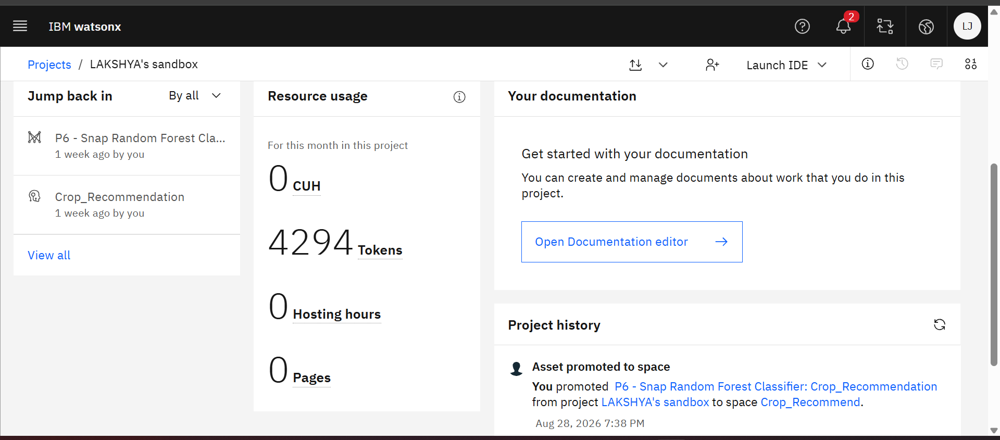 IBM watsonx
2
LJ
Projects / LAKSHYA's sandbox
Launch IDE
Jump back in
By all
P6 - Snap Random Forest Cla...
1 week ago by you
Crop_Recommendation
1 week ago by you
View all
Resource usage
For this month in this project
0 CUH
4294 Tokens
0 Hosting hours
0 Pages
Your documentation
Get started with your documentation
You can create and manage documents about work that you do in this
project.
Open Documentation editor
Project history
Asset promoted to space
You promoted P6 - Snap Random Forest Classifier: Crop_Recommendation
from project LAKSHYA's sandbox to space Crop_Recommend.
Aug 28, 2026 7:38 PM